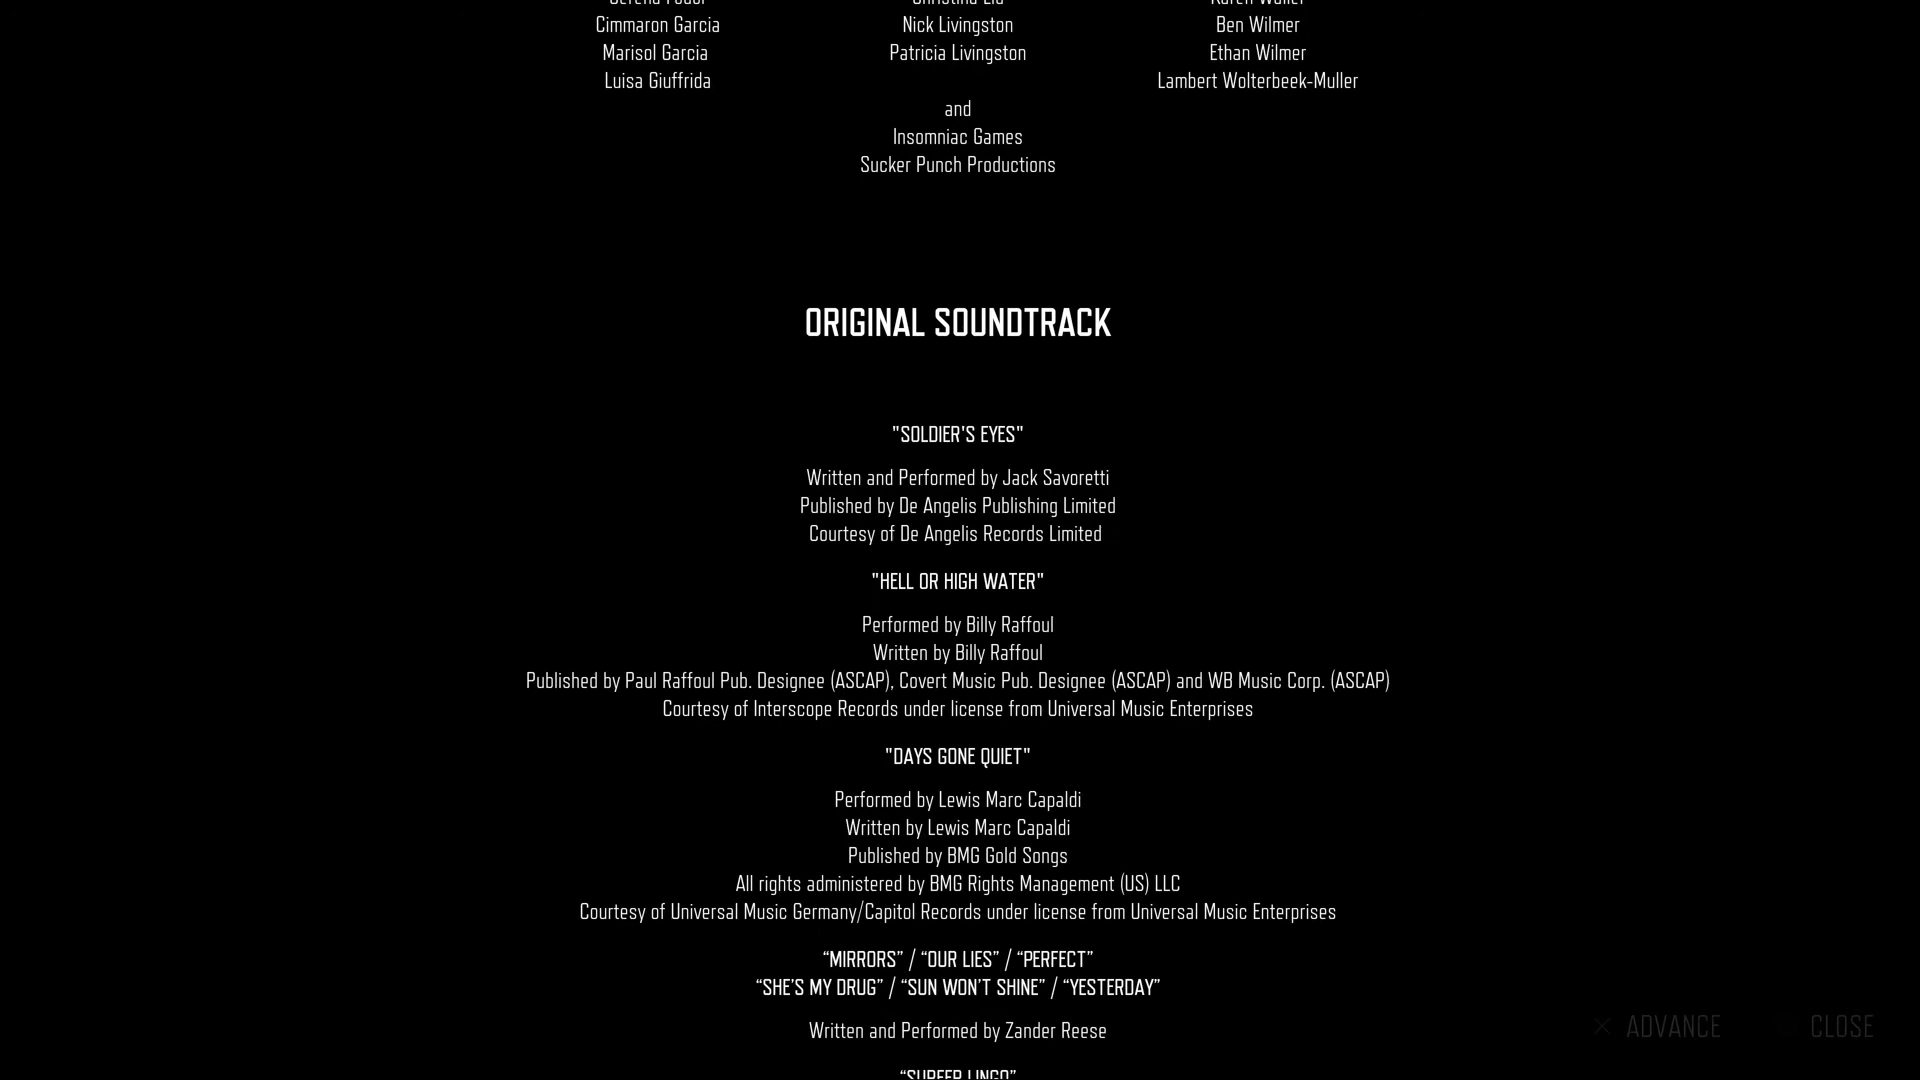 Cimmaron Garcia
Marisol Garcia
Luisa Giuffrida
Nick Livingston
Patricia Livingston
Ben Wilmer
Ethan Wilmer
Lambert Wolterbeek-Muller
and
Insomniac Games
Sucker Punch Productions
ORIGINAL SOUNDTRACK
"SOLDIER'S EYES"
Written and Performed by Jack Savoretti
Published by De Angelis Publishing Limited
Courtesy of De Angelis Records Limited
"HELL OR HIGH WATER"
Performed by Billy Raffoul
Written by Billy Raffoul
Published by Paul Raffoul Pub. Designee (ASCAP), Covert Music Pub. Designee (ASCAP) and WB Music Corp. (ASCAP)
Courtesy of Interscope Records under license from Universal Music Enterprises
"DAYS GONE QUIET"
Performed by Lewis Marc Capaldi
Written by Lewis Marc Capaldi
Published by BMG Gold Songs
All rights administered by BMG Rights Management (US) LLC
Courtesy of Universal Music Germany/Capitol Records under license from Universal Music Enterprises
“MIRRORS” / “OUR LIES” / “PERFECT”
“SHE’S MY DRUG” / “SUN WON’T SHINE” / “YESTERDAY”
Written and Performed by Zander Reese
“SURFER LINGO”
ADVANCE
CLOSE